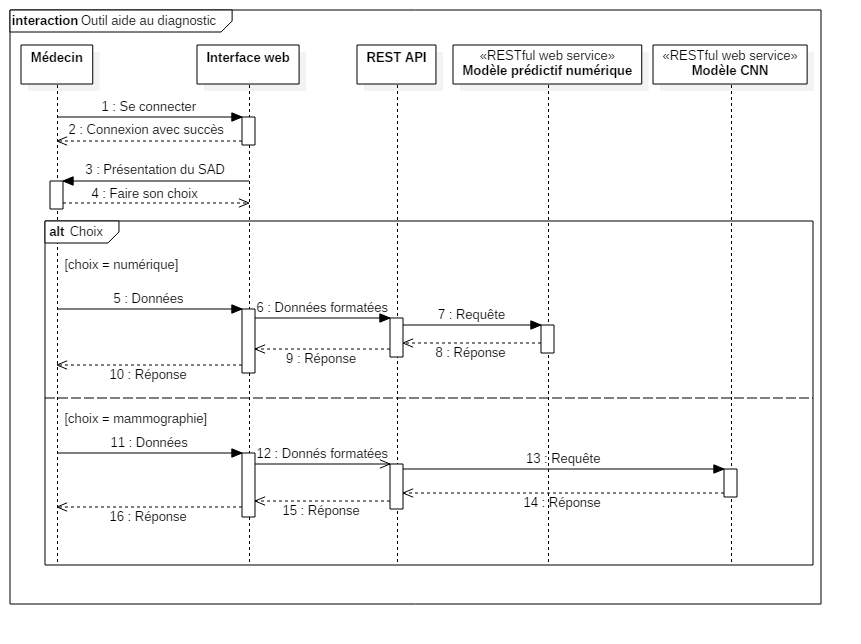 interaction Outil aide au diagnostic
Médecin
Interface web
REST API
«RESTful web service»
Modèle prédictif numérique
«RESTful web service»
Modèle CNN
1 : Se connecter
2 : Connexion avec succès
3 : Présentation du SAD
4 : Faire son choix
alt Choix
[choix = numérique]
5 : Données
6 : Données formatées
7 : Requête
8 : Réponse
9 : Réponse
10 : Réponse
[choix = mammographie]
11 : Données
12 : Donnés formatées
13 : Requête
14 : Réponse
15 : Réponse
16 : Réponse